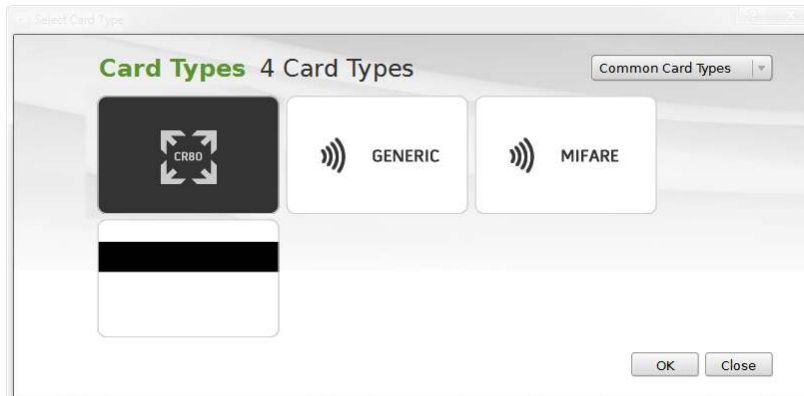 Select Card Type
Card Types 4 Card Types
Common Card Types
CR80
GENERIC
MIFARE
OK
Close